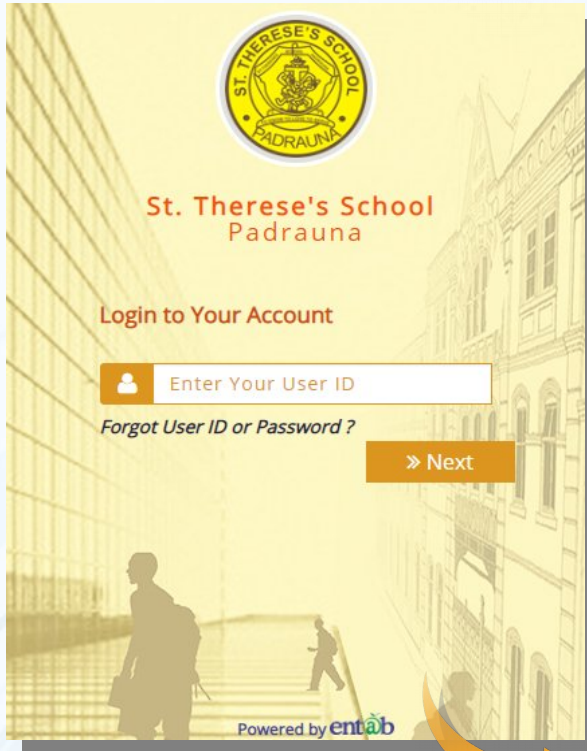 ST. THERESE'S SCHOOL
PADRAUNA
St. Therese's School
Padrauna
Login to Your Account
Enter Your User ID
Forgot User ID or Password ?
» Next
Powered by entab